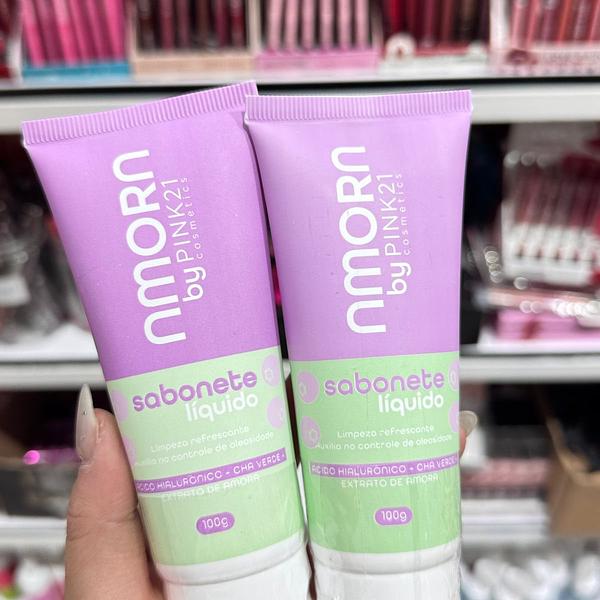 nmorn
by PINK21
cosmetics
sabonete
líquido
Limpeza refrescante
Auxilia no controle de oleosidade
ÁCIDO HIALURÔNICO + CHÁ VERDE +
EXTRATO DE AMORA
100g
nmorn
by PINK21
cosmetics
sabonete
líquido
Limpeza refrescante
Auxilia no controle de oleosidade
ÁCIDO HIALURÔNICO + CHÁ VERDE +
EXTRATO DE AMORA
100g